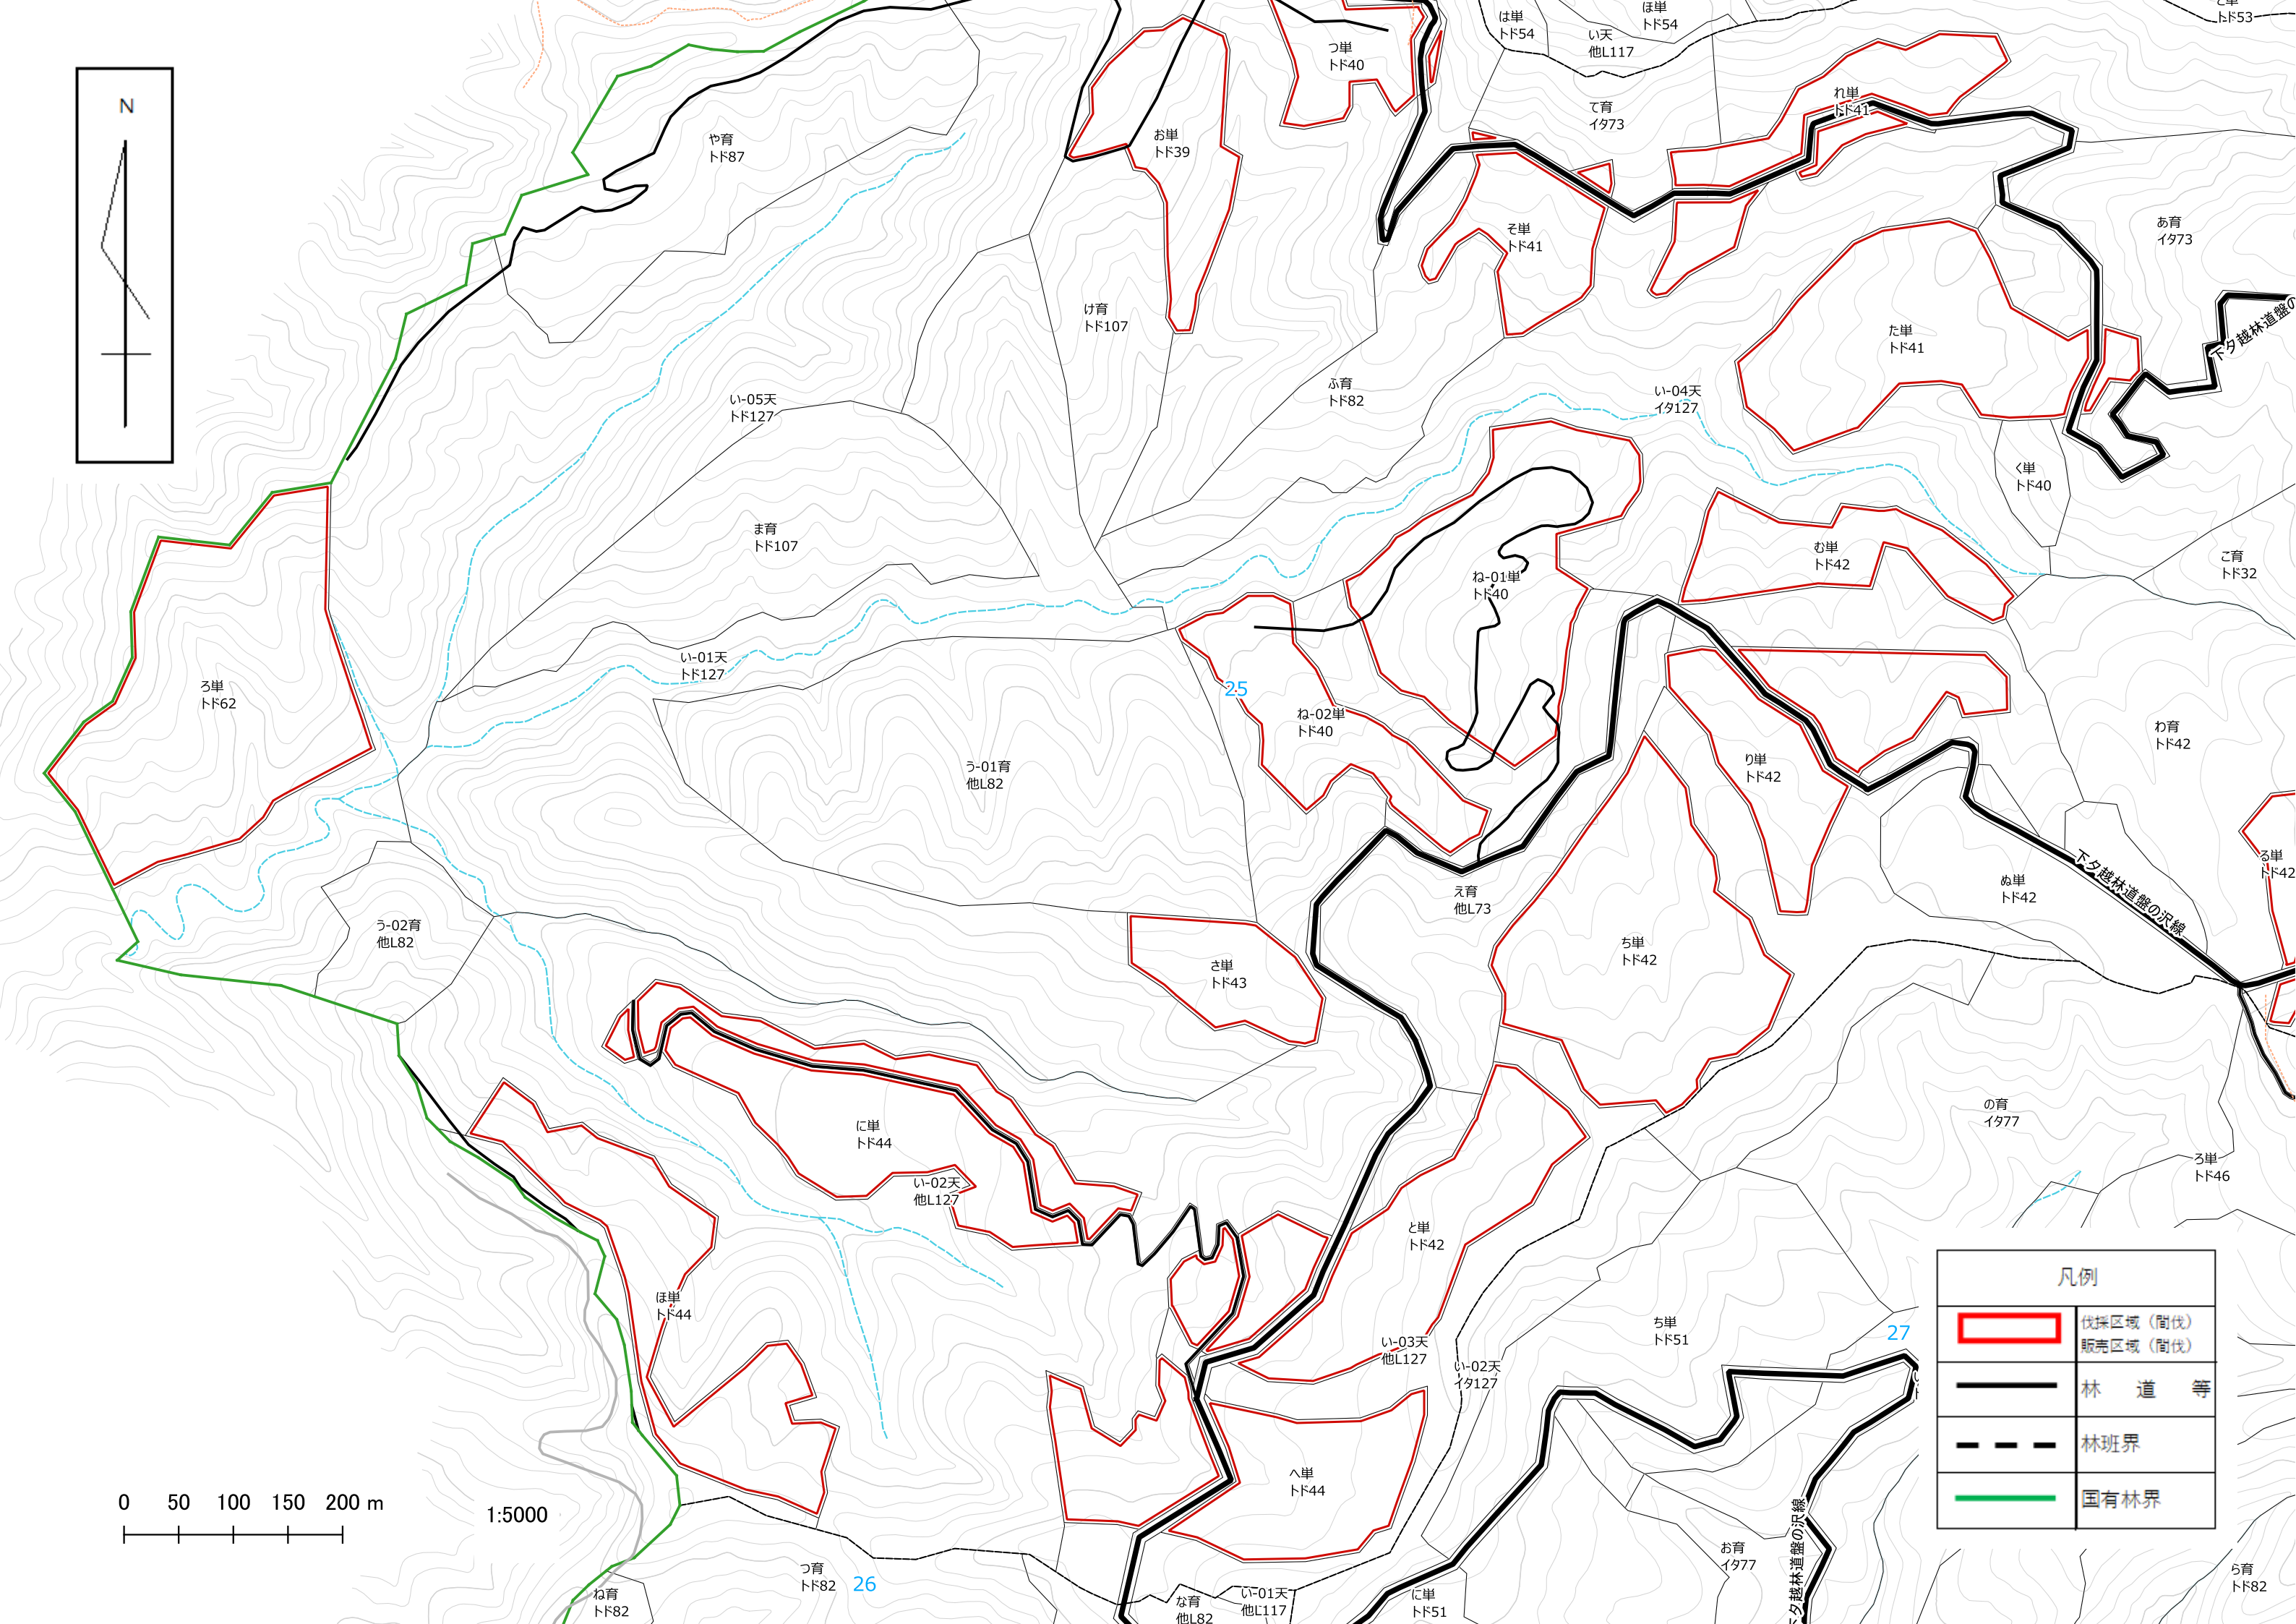 と単
トド53
ほ単
トド54
は単
トド54
い天
他L117
つ単
トド40
N
れ単
トド41
て育
イタ73
や育
トド87
お単
トド39
そ単
トド41
あ育
イタ73
け育
トド107
下タ越林道盤の
た単
トド41
ふ育
トド82
い-04天
イタ127
い-05天
トド127
く単
トド40
ま育
トド107
む単
トド42
こ育
トド32
ね-01単
トド40
い-01天
トド127
ろ単
トド62
25
ね-02単
トド40
わ育
トド42
り単
トド42
う-01育
他L82
る単
トド42
下タ越林道盤の沢線
ぬ単
トド42
え育
他L73
う-02育
他L82
ち単
トド42
さ単
トド43
の育
イタ77
に単
トド44
ろ単
トド46
い-02天
他L127
と単
トド42
ほ単
トド44
ち単
トド51
27
い-03天
他L127
い-02天
イタ127
凡例
伐採区域（間伐）
販売区域（間伐）
林　道　等
林班界
国有林界
へ単
トド44
0 50 100 150 200 m
1:5000
下タ越林道盤の沢線
お育
イタ77
つ育
トド82
26
ら育
トド82
ね育
トド82
な育
他L82
い-01天
他L117
に単
トド51